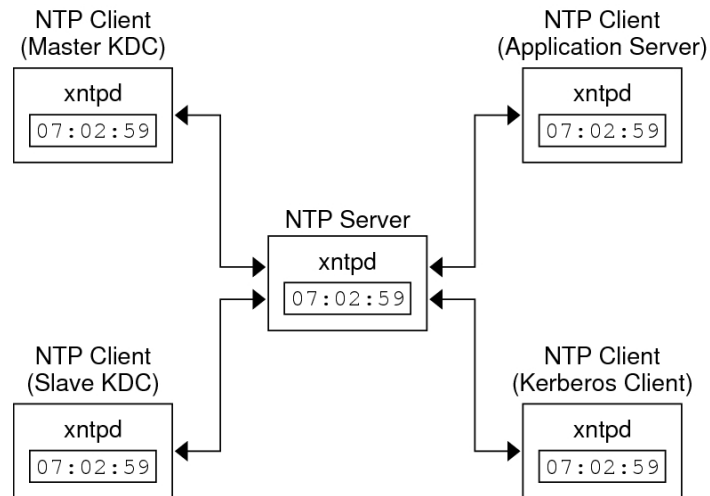 NTP Client
(Master KDC)
xntpd
07:02:59
NTP Client
(Application Server)
xntpd
07:02:59
NTP Server
xntpd
07:02:59
NTP Client
(Slave KDC)
xntpd
07:02:59
NTP Client
(Kerberos Client)
xntpd
07:02:59